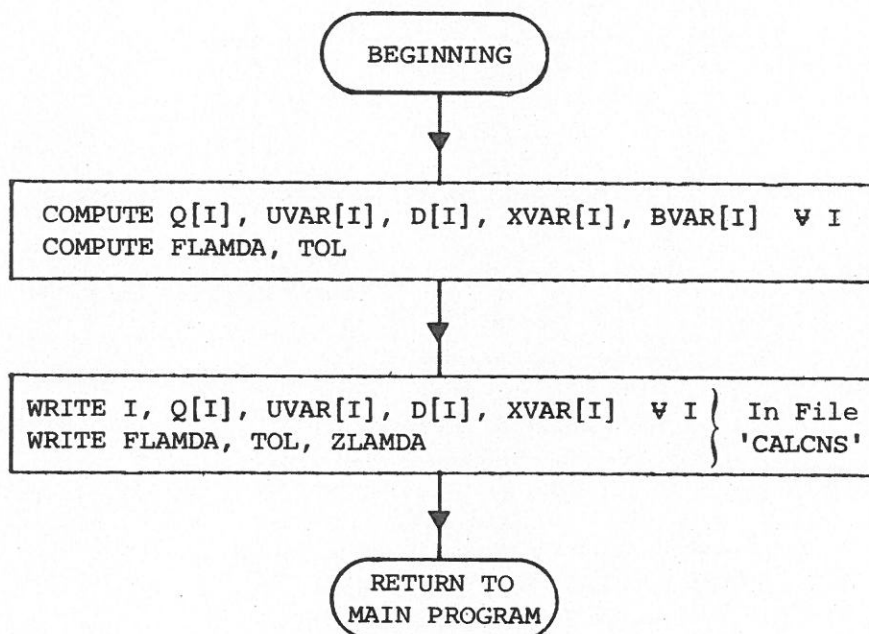 BEGINNING
COMPUTE Q[I], UVAR[I], D[I], XVAR[I], BVAR[I] ∀ I
COMPUTE FLAMDA, TOL
WRITE I, Q[I], UVAR[I], D[I], XVAR[I] ∀ I } In File
WRITE FLAMDA, TOL, ZLAMDA 'CALCNS'
RETURN TO
MAIN PROGRAM